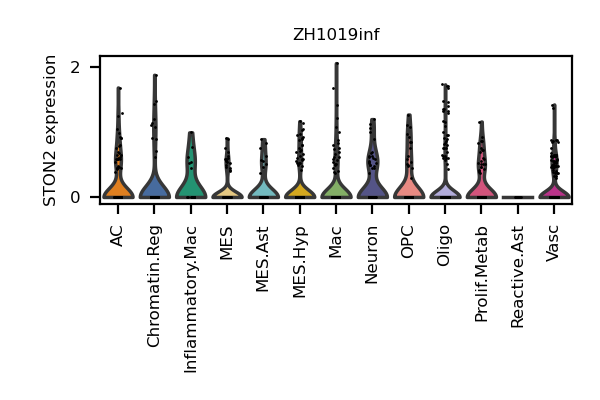 ZH1019inf
STON2 expression
2
0
AC
Chromatin.Reg
Inflammatory.Mac
MES
MES.Ast
MES.Hyp
Mac
Neuron
OPC
Oligo
Prolif.Metab
Reactive.Ast
Vasc